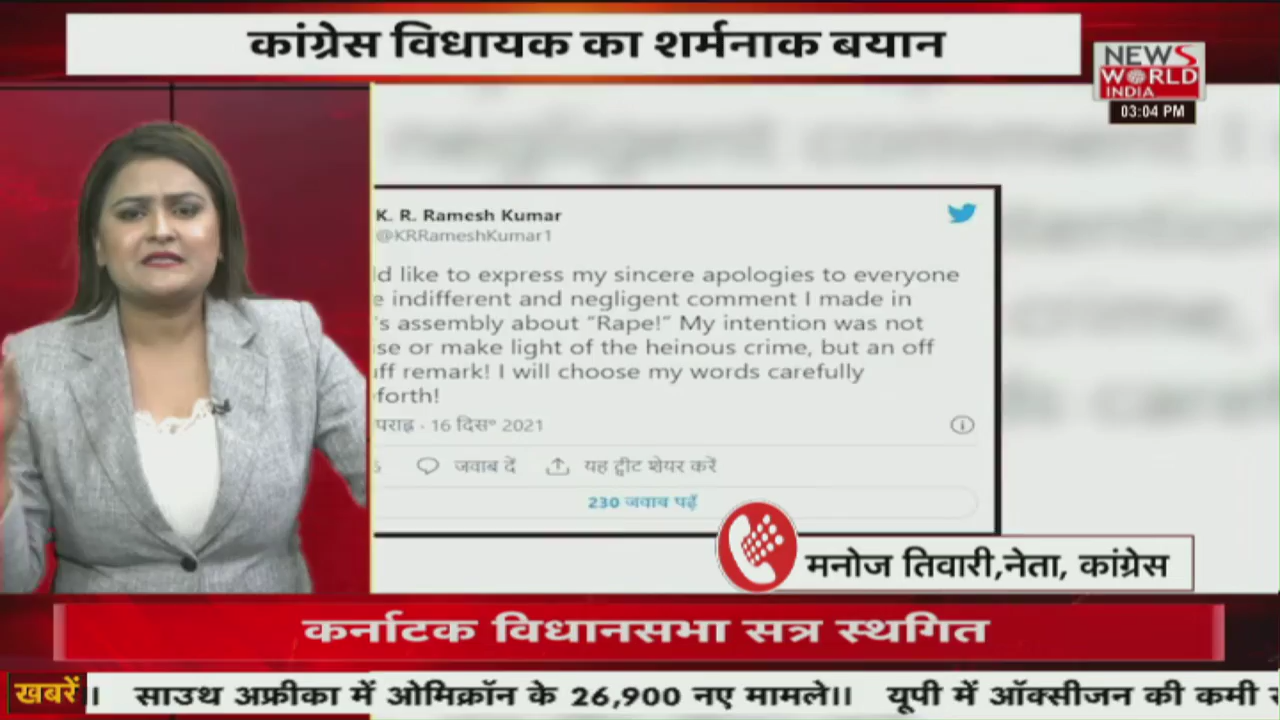 कांग्रेस विधायक का शर्मनाक बयान
NEWS
WORLD
INDIA
03:04 PM
K. R. Ramesh Kumar
@KRRameshKumar1
ld like to express my sincere apologies to everyone
e indifferent and negligent comment I made in
's assembly about “Rape!” My intention was not
ise or make light of the heinous crime, but an off
uff remark! I will choose my words carefully
forth!
पराह्न · 16 दिस॰ 2021
जवाब दें
यह ट्वीट शेयर करें
230 जवाब पढ़ें
मनोज तिवारी,नेता, कांग्रेस
कर्नाटक विधानसभा सत्र स्थगित
खबरें । साउथ अफ्रीका में ओमिक्रॉन के 26,900 नए मामले।। यूपी में ऑक्सीजन की कमी